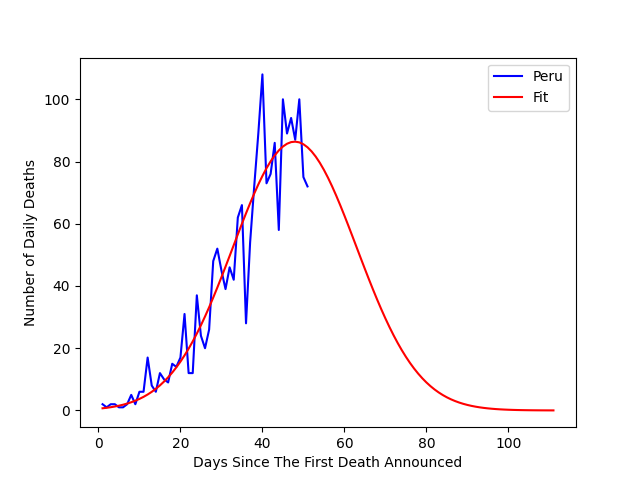 Peru
Fit
100
80
60
40
20
0
Number of Daily Deaths
0 20 40 60 80 100
Days Since The First Death Announced